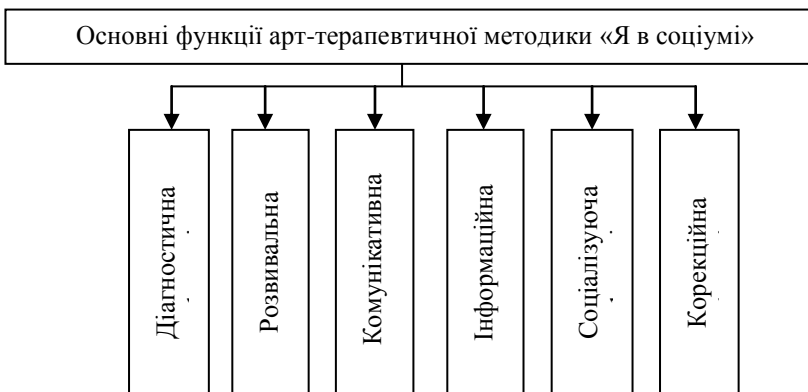 Основні функції арт-терапевтичної методики «Я в соціумі»
Діагностична
Розвивальна
Комунікативна
Інформаційна
Соціалізуюча
Корекційна